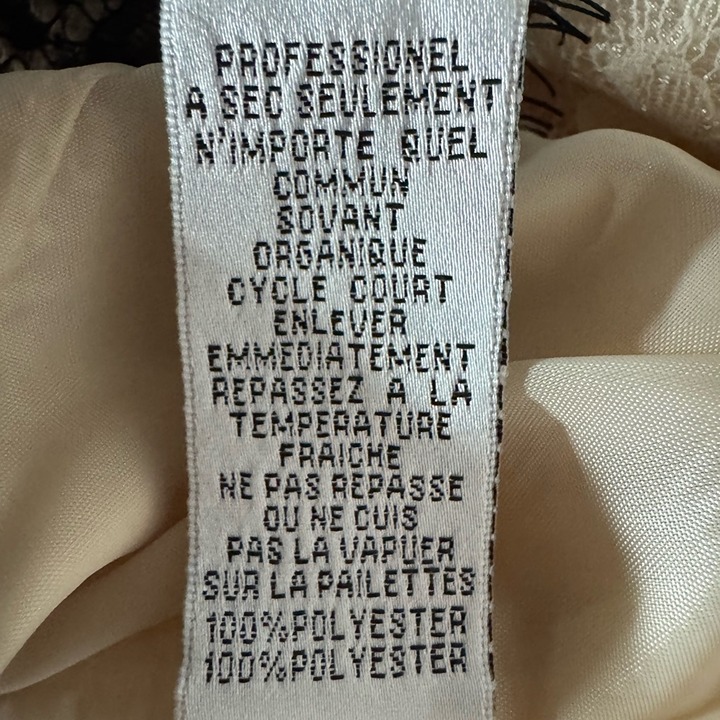 PROFESSIONEL
A SEC SEULEMENT
N'IMPORTE QUEL
COMMUN
SOVANT
ORGANIQUE
CYCLE COURT
ENLEVER
EMMEDIATEMENT
REPASSEZ A LA
TEMPERATURE
FRAICHE
NE PAS REPASSE
OU NE CUIS
PAS LA VAPUER
SUR LA PAILETTES
100%POLYESTER
100%POLYESTER